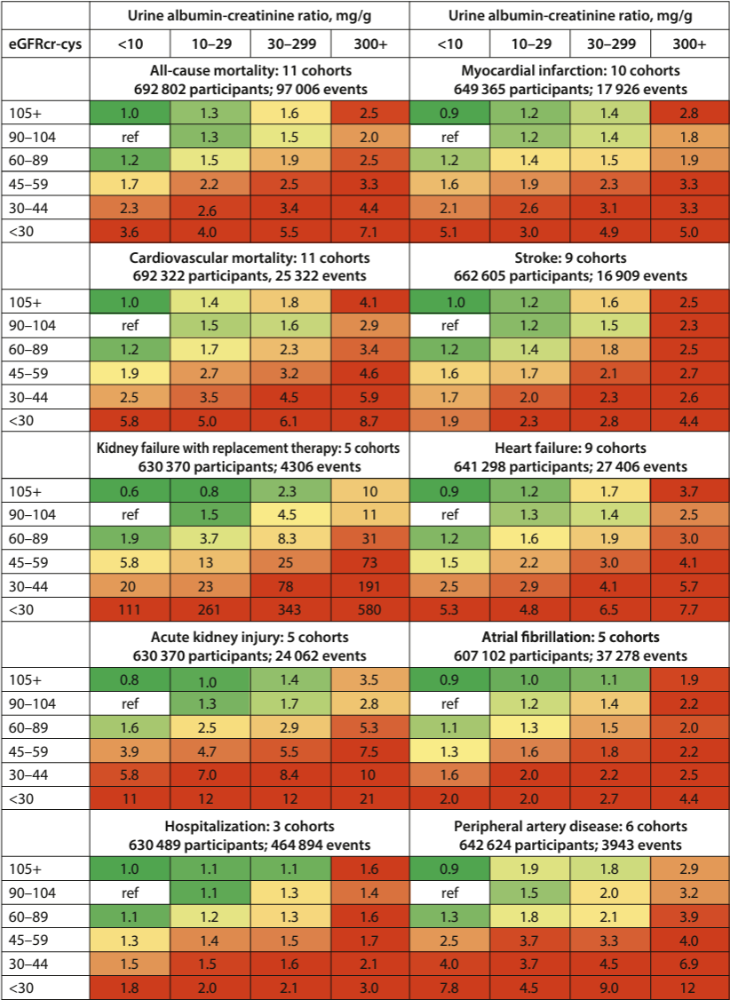 Urine albumin-creatinine ratio, mg/g Urine albumin-creatinine ratio, mg/g
eGFRcr-cys <10 10–29 30–299 300+ <10 10–29 30–299 300+
All-cause mortality: 11 cohorts Myocardial infarction: 10 cohorts
692 802 participants; 97 006 events 649 365 participants; 17 926 events
105+ 1.0 1.3 1.6 2.5 0.9 1.2 1.4 2.8
90–104 ref 1.3 1.5 2.0 ref 1.2 1.4 1.8
60–89 1.2 1.5 1.9 2.5 1.2 1.4 1.5 1.9
45–59 1.7 2.2 2.5 3.3 1.6 1.9 2.3 3.3
30–44 2.3 2.6 3.4 4.4 2.1 2.6 3.1 3.3
<30 3.6 4.0 5.5 7.1 5.1 3.0 4.9 5.0
Cardiovascular mortality: 11 cohorts Stroke: 9 cohorts
692 322 participants, 25 322 events 662 605 participants; 16 909 events
105+ 1.0 1.4 1.8 4.1 1.0 1.2 1.6 2.5
90–104 ref 1.5 1.6 2.9 ref 1.2 1.5 2.3
60–89 1.2 1.7 2.3 3.4 1.2 1.4 1.8 2.5
45–59 1.9 2.7 3.2 4.6 1.6 1.7 2.1 2.7
30–44 2.5 3.5 4.5 5.9 1.7 2.0 2.3 2.6
<30 5.8 5.0 6.1 8.7 1.9 2.3 2.8 4.4
Kidney failure with replacement therapy: 5 cohorts Heart failure: 9 cohorts
630 370 participants; 4306 events 641 298 participants; 27 406 events
105+ 0.6 0.8 2.3 10 0.9 1.2 1.7 3.7
90–104 ref 1.5 4.5 11 ref 1.3 1.4 2.5
60–89 1.9 3.7 8.3 31 1.2 1.6 1.9 3.0
45–59 5.8 13 25 73 1.5 2.2 3.0 4.1
30–44 20 23 78 191 2.5 2.9 4.1 5.7
<30 111 261 343 580 5.3 4.8 6.5 7.7
Acute kidney injury: 5 cohorts Atrial fibrillation: 5 cohorts
630 370 participants; 24 062 events 607 102 participants; 37 278 events
105+ 0.8 1.0 1.4 3.5 0.9 1.0 1.1 1.9
90–104 ref 1.3 1.7 2.8 ref 1.2 1.4 2.2
60–89 1.6 2.5 2.9 5.3 1.1 1.3 1.5 2.0
45–59 3.9 4.7 5.5 7.5 1.3 1.6 1.8 2.2
30–44 5.8 7.0 8.4 10 1.6 2.0 2.2 2.5
<30 11 12 12 21 2.0 2.0 2.7 4.4
Hospitalization: 3 cohorts Peripheral artery disease: 6 cohorts
630 489 participants; 464 894 events 642 624 participants; 3943 events
105+ 1.0 1.1 1.1 1.6 0.9 1.9 1.8 2.9
90–104 ref 1.1 1.3 1.4 ref 1.5 2.0 3.2
60–89 1.1 1.2 1.3 1.6 1.3 1.8 2.1 3.9
45–59 1.3 1.4 1.5 1.7 2.5 3.7 3.3 4.0
30–44 1.5 1.5 1.6 2.1 4.0 3.7 4.5 6.9
<30 1.8 2.0 2.1 3.0 7.8 4.5 9.0 12